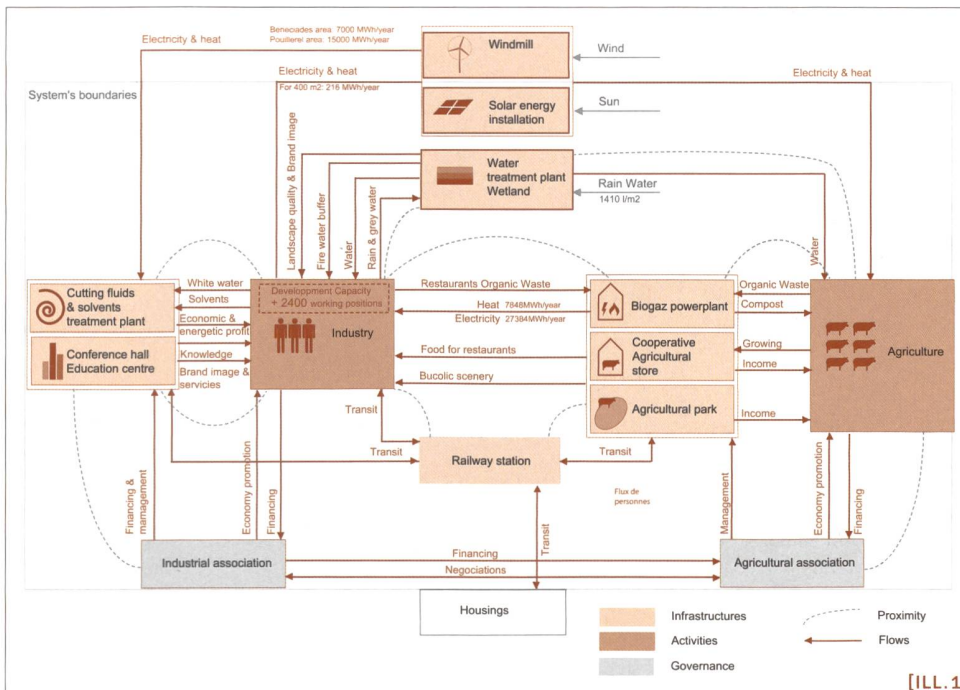 Benecîades area: 7000 MWh/year
Pouillerel area: 15000 MWh/year
Electricity & heat
Windmill
Wind
Electricity & heat
For 400 m2: 216 MWh/year
Electricity & heat
System's boundaries
Solar energy
installation
Sun
Water
treatment plant
Wetland
Rain Water
1410 l/m2
Landscape quality & Brand image
Fire water buffer
Water
Rain & grey water
Water
Cutting fluids
& solvents
treatment plant
Conference hall
Education centre
White water
Solvents
Economic &
energetic profit
Knowledge
Brand image &
servicies
Developpment Capacity
+ 2400 working positions
Industry
Restaurants Organic Waste
Heat 7848MWh/year
Electricity 27384MWh/year
Food for restaurants
Bucolic scenery
Biogaz powerplant
Cooperative
Agricultural
store
Agricultural park
Organic Waste
Compost
Growing
Income
Income
Agriculture
Transit
Transit
Railway station
Transit
Flux de
personnes
Financing &
mamagement
Economy promotion
Financing
Transit
Management
Economy promotion
Financing
Industrial association
Financing
Negociations
Agricultural association
Housings
Infrastructures
Activities
Governance
Proximity
Flows
[ILL.1